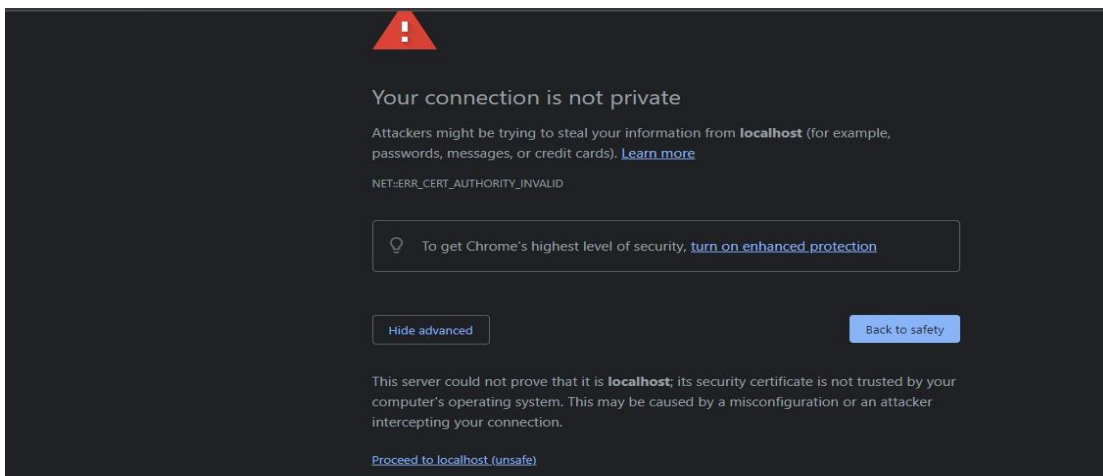 Your connection is not private
Attackers might be trying to steal your information from localhost (for example,
passwords, messages, or credit cards). Learn more
NET::ERR_CERT_AUTHORITY_INVALID
To get Chrome's highest level of security, turn on enhanced protection
Hide advanced
Back to safety
This server could not prove that it is localhost; its security certificate is not trusted by your
computer's operating system. This may be caused by a misconfiguration or an attacker
intercepting your connection.
Proceed to localhost (unsafe)